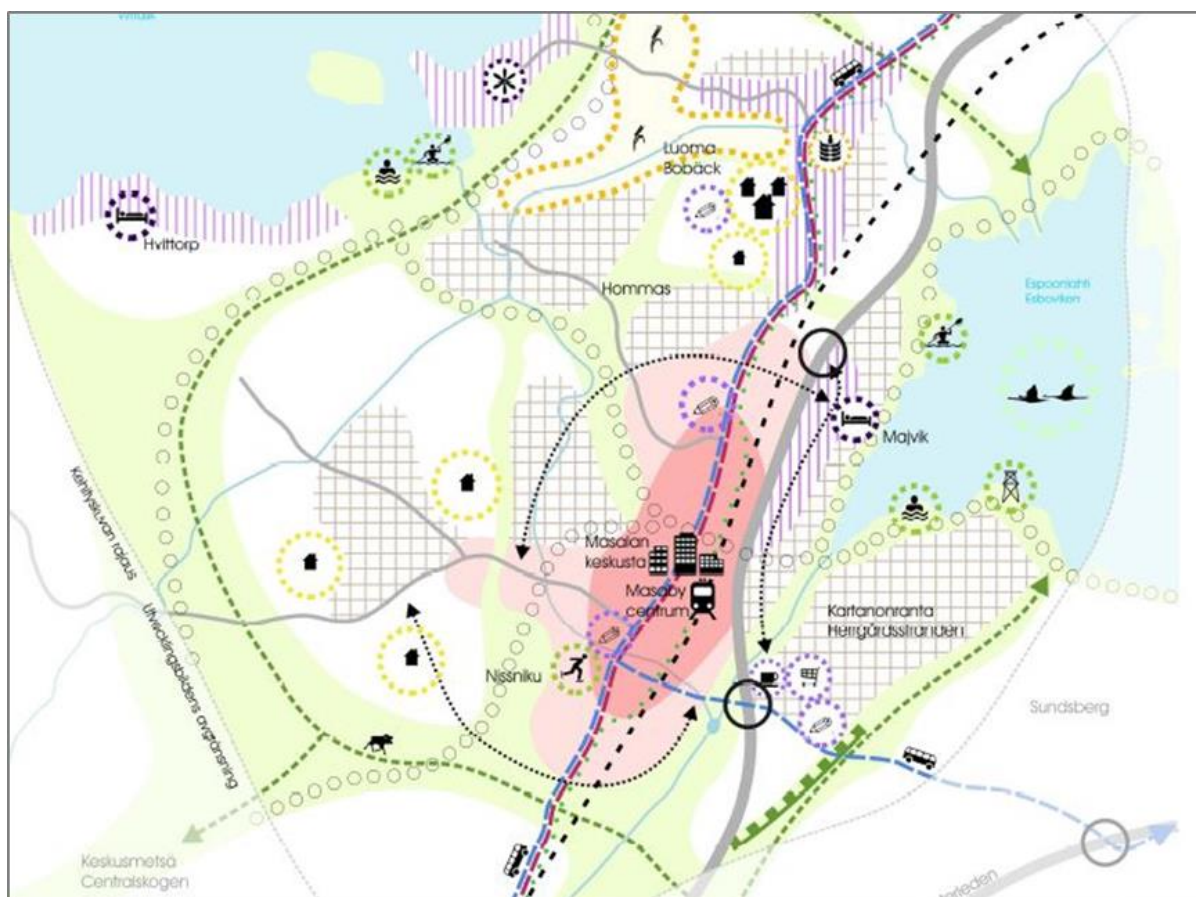 Luoma
Bobäck
Hvittorp
Hommas
Espoonlahti
Esboviken
Majvik
Masalan
keskusta
Masaby
centrum
Kartanonranta
Herrgårdsstranden
Nissniku
Sundsberg
Kehityskuvan rajaus
Utvecklingsbildens avgränsning
Keskusmetsä
Centralskogen